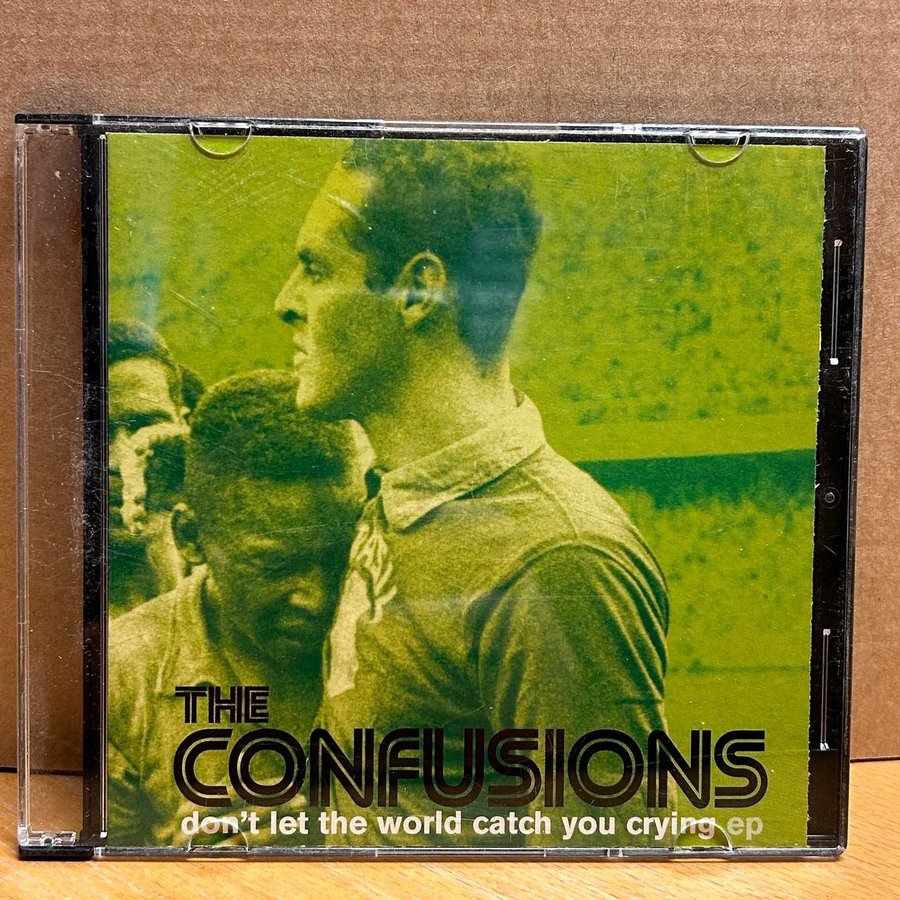 THE
CONFUSIONS
don't let the world catch you crying ep